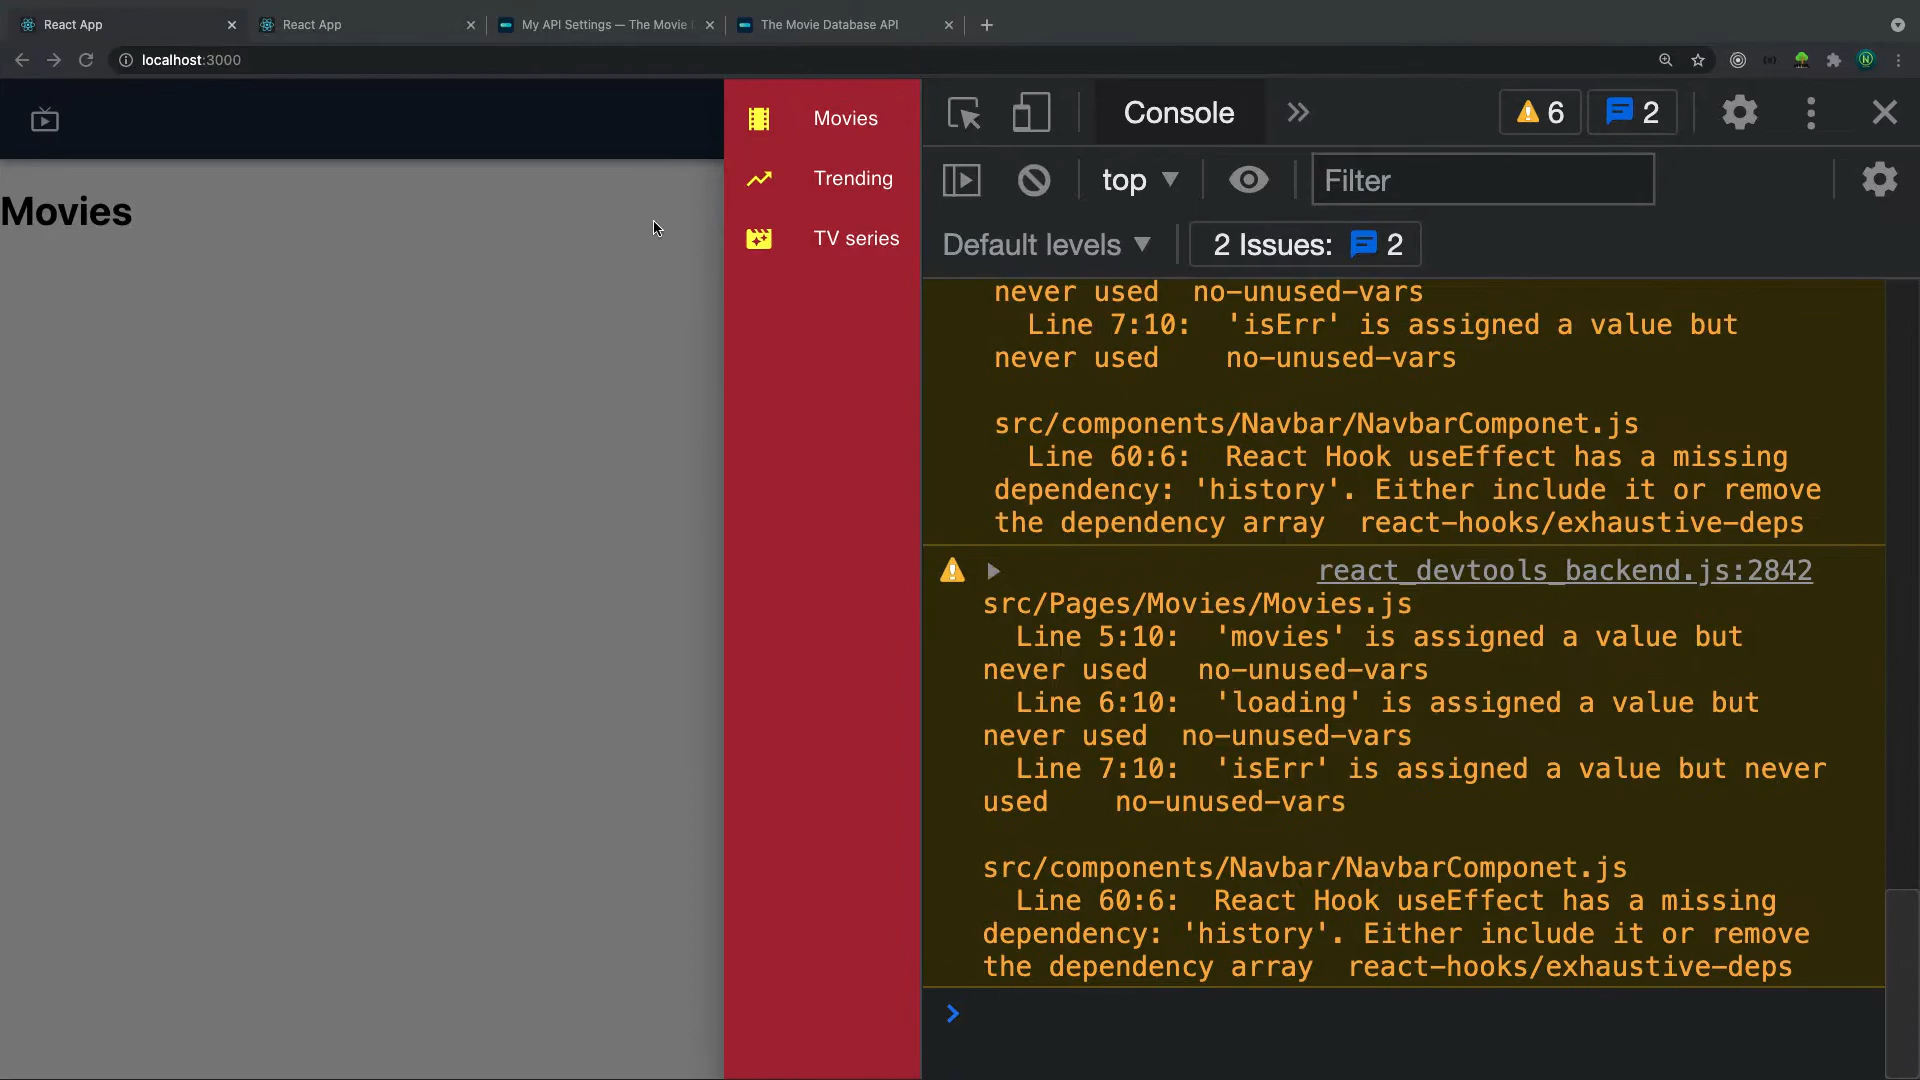 React App
React App
My API Settings — The Movie
The Movie Database API
localhost:3000
Movies
Movies
Trending
TV series
Console
6
2
top
Filter
Default levels
2 Issues: 2
never used  no-unused-vars
Line 7:10:  'isErr' is assigned a value but
never used    no-unused-vars
src/components/Navbar/NavbarComponet.js
Line 60:6:  React Hook useEffect has a missing
dependency: 'history'. Either include it or remove
the dependency array  react-hooks/exhaustive-deps
react_devtools_backend.js:2842
src/Pages/Movies/Movies.js
Line 5:10:  'movies' is assigned a value but
never used   no-unused-vars
Line 6:10:  'loading' is assigned a value but
never used  no-unused-vars
Line 7:10:  'isErr' is assigned a value but never
used    no-unused-vars
src/components/Navbar/NavbarComponet.js
Line 60:6:  React Hook useEffect has a missing
dependency: 'history'. Either include it or remove
the dependency array  react-hooks/exhaustive-deps